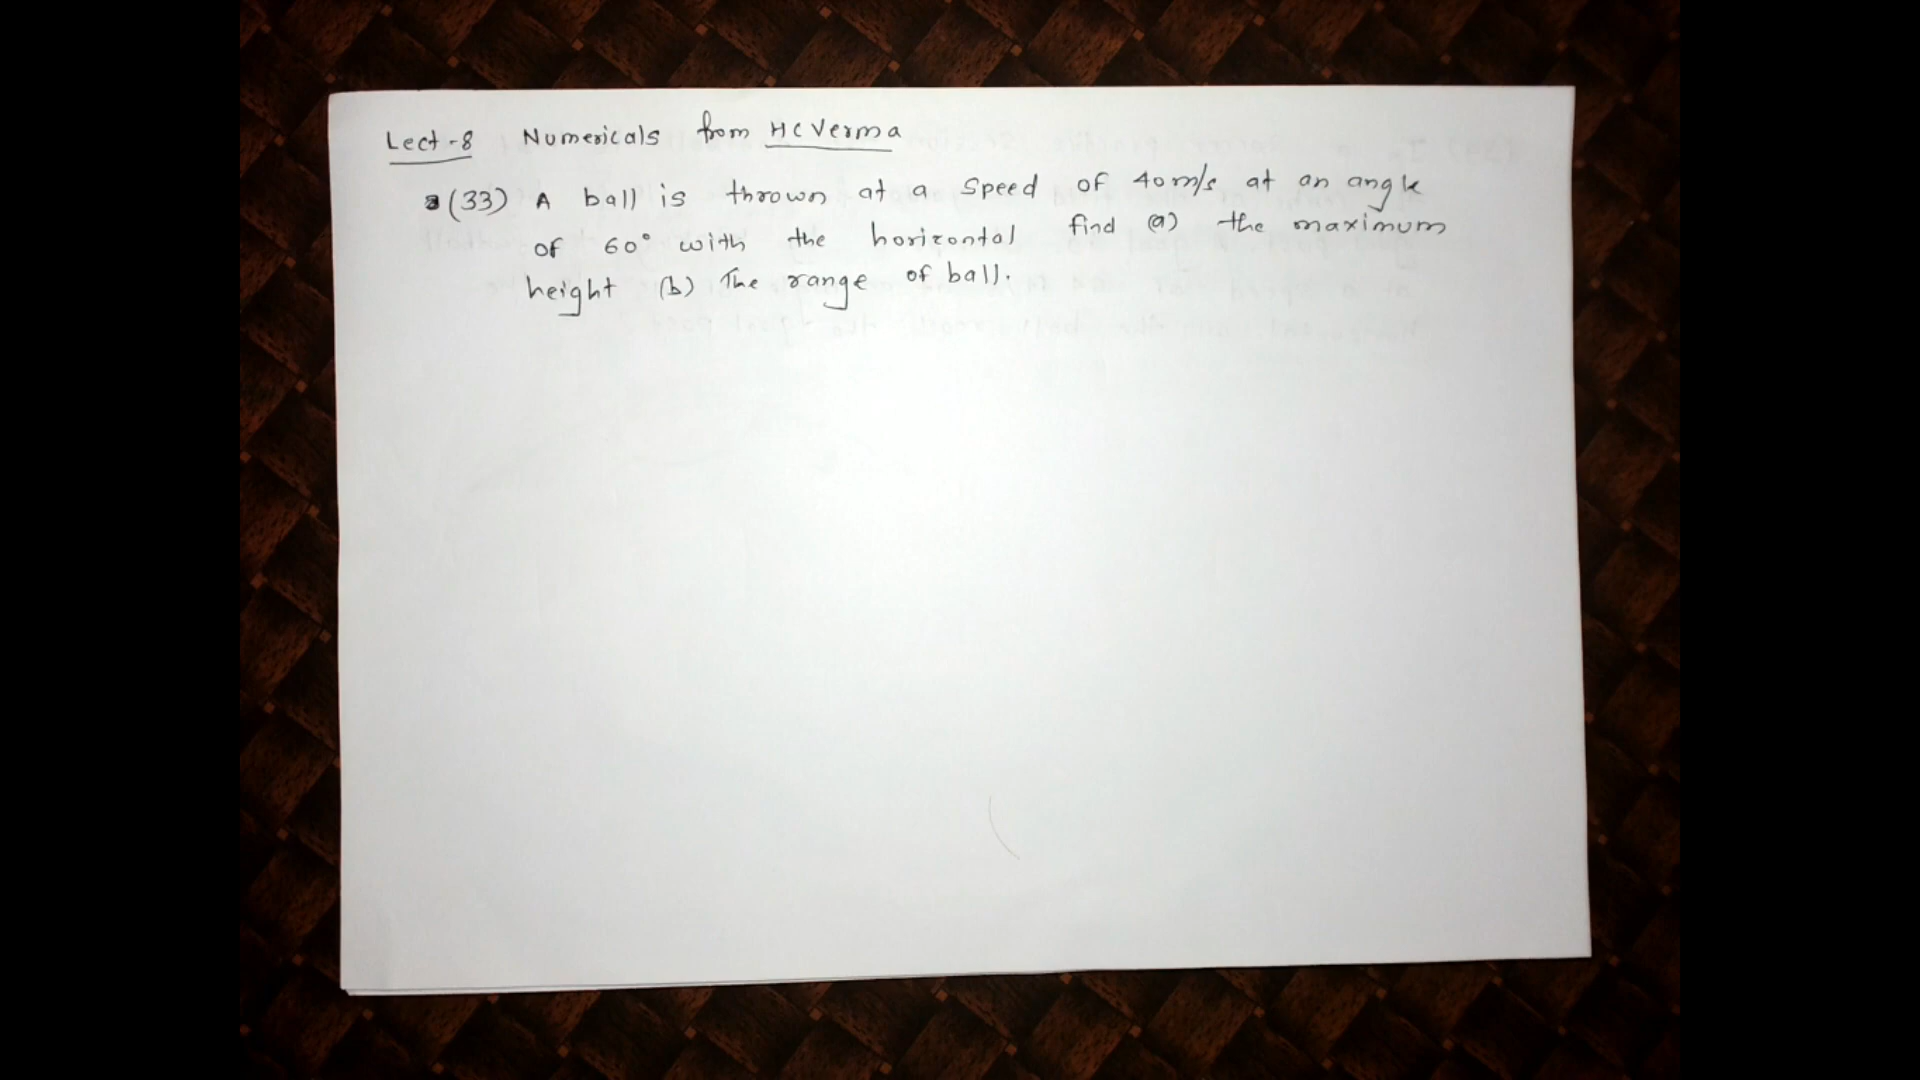 Lect-8 Numericals from HC Verma
(33) A ball is thrown at a speed of 40 m/s at an angle
of 60° with the horizontal find (a) the maximum
height (b) The range of ball.